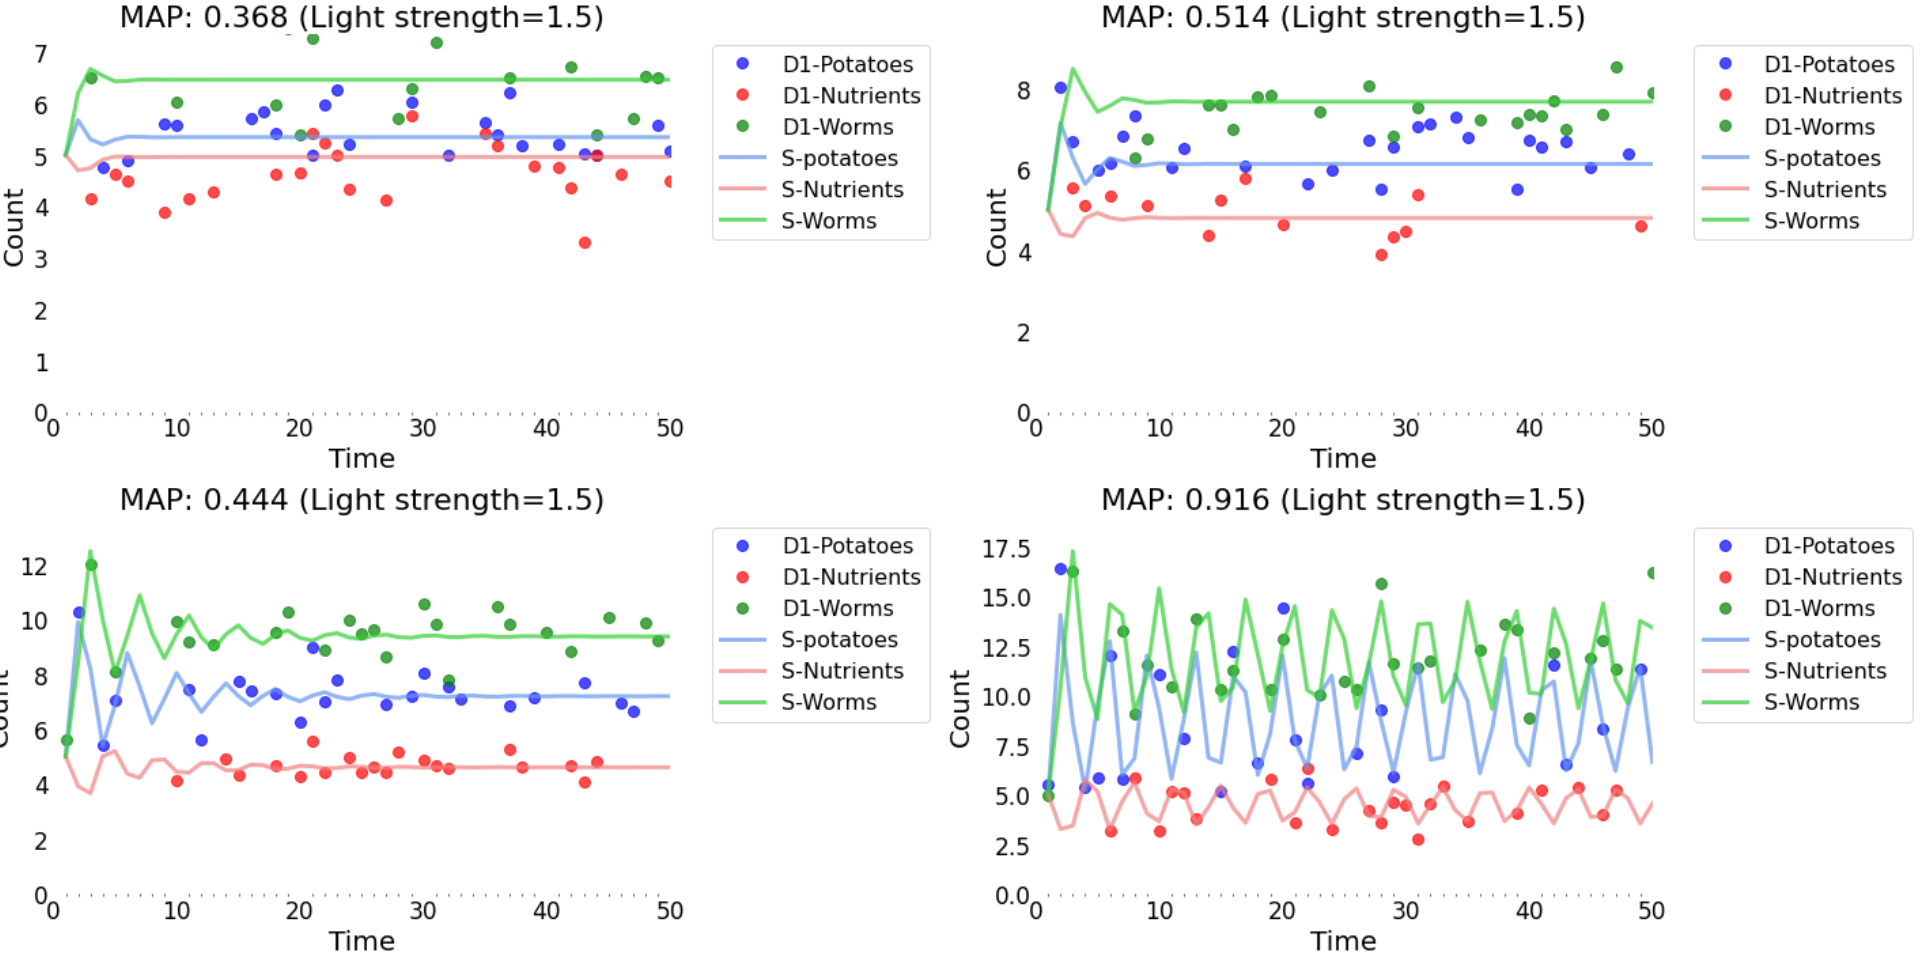 MAP: 0.368 (Light strength=1.5)
7
6
5
4
3
2
1
0
Count
0 10 20 30 40 50
Time
D1-Potatoes
D1-Nutrients
D1-Worms
S-potatoes
S-Nutrients
S-Worms
MAP: 0.514 (Light strength=1.5)
8
6
4
2
0
Count
0 10 20 30 40 50
Time
D1-Potatoes
D1-Nutrients
D1-Worms
S-potatoes
S-Nutrients
S-Worms
MAP: 0.444 (Light strength=1.5)
12
10
8
6
4
2
0
Count
0 10 20 30 40 50
Time
D1-Potatoes
D1-Nutrients
D1-Worms
S-potatoes
S-Nutrients
S-Worms
MAP: 0.916 (Light strength=1.5)
17.5
15.0
12.5
10.0
7.5
5.0
2.5
0.0
Count
0 10 20 30 40 50
Time
D1-Potatoes
D1-Nutrients
D1-Worms
S-potatoes
S-Nutrients
S-Worms